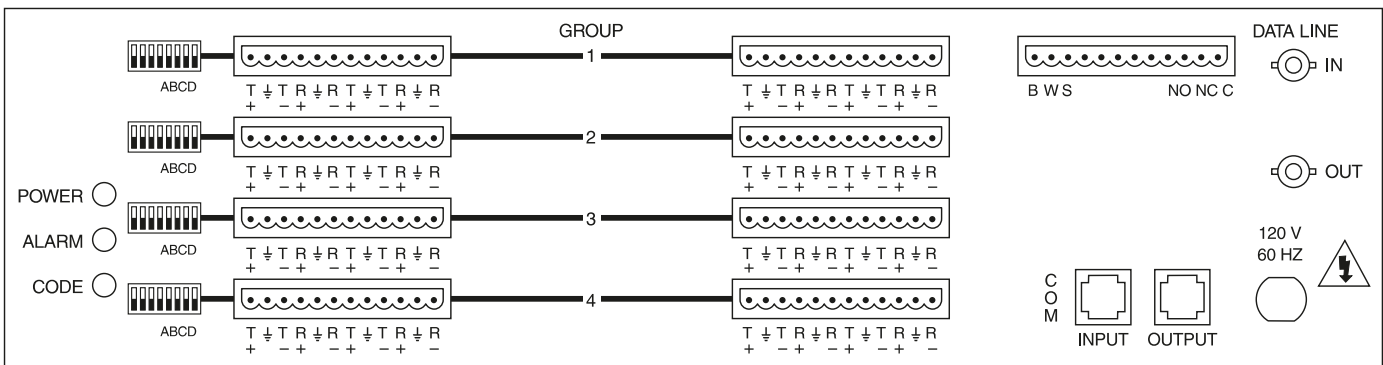 GROUP
DATA LINE
1
IN
ABCD
T ⏚ T R ⏚ R T ⏚ T R ⏚ R
+ − + + − + −
T ⏚ T R ⏚ R T ⏚ T R ⏚ R
+ − + + − + −
B W S
NO NC C
2
ABCD
T ⏚ T R ⏚ R T ⏚ T R ⏚ R
+ − + + − + −
T ⏚ T R ⏚ R T ⏚ T R ⏚ R
+ − + + − + −
OUT
POWER
3
ALARM
ABCD
T ⏚ T R ⏚ R T ⏚ T R ⏚ R
+ − + + − + −
T ⏚ T R ⏚ R T ⏚ T R ⏚ R
+ − + + − + −
120 V
60 HZ
CODE
4
COM
ABCD
T ⏚ T R ⏚ R T ⏚ T R ⏚ R
+ − + + − + −
T ⏚ T R ⏚ R T ⏚ T R ⏚ R
+ − + + − + −
INPUT
OUTPUT